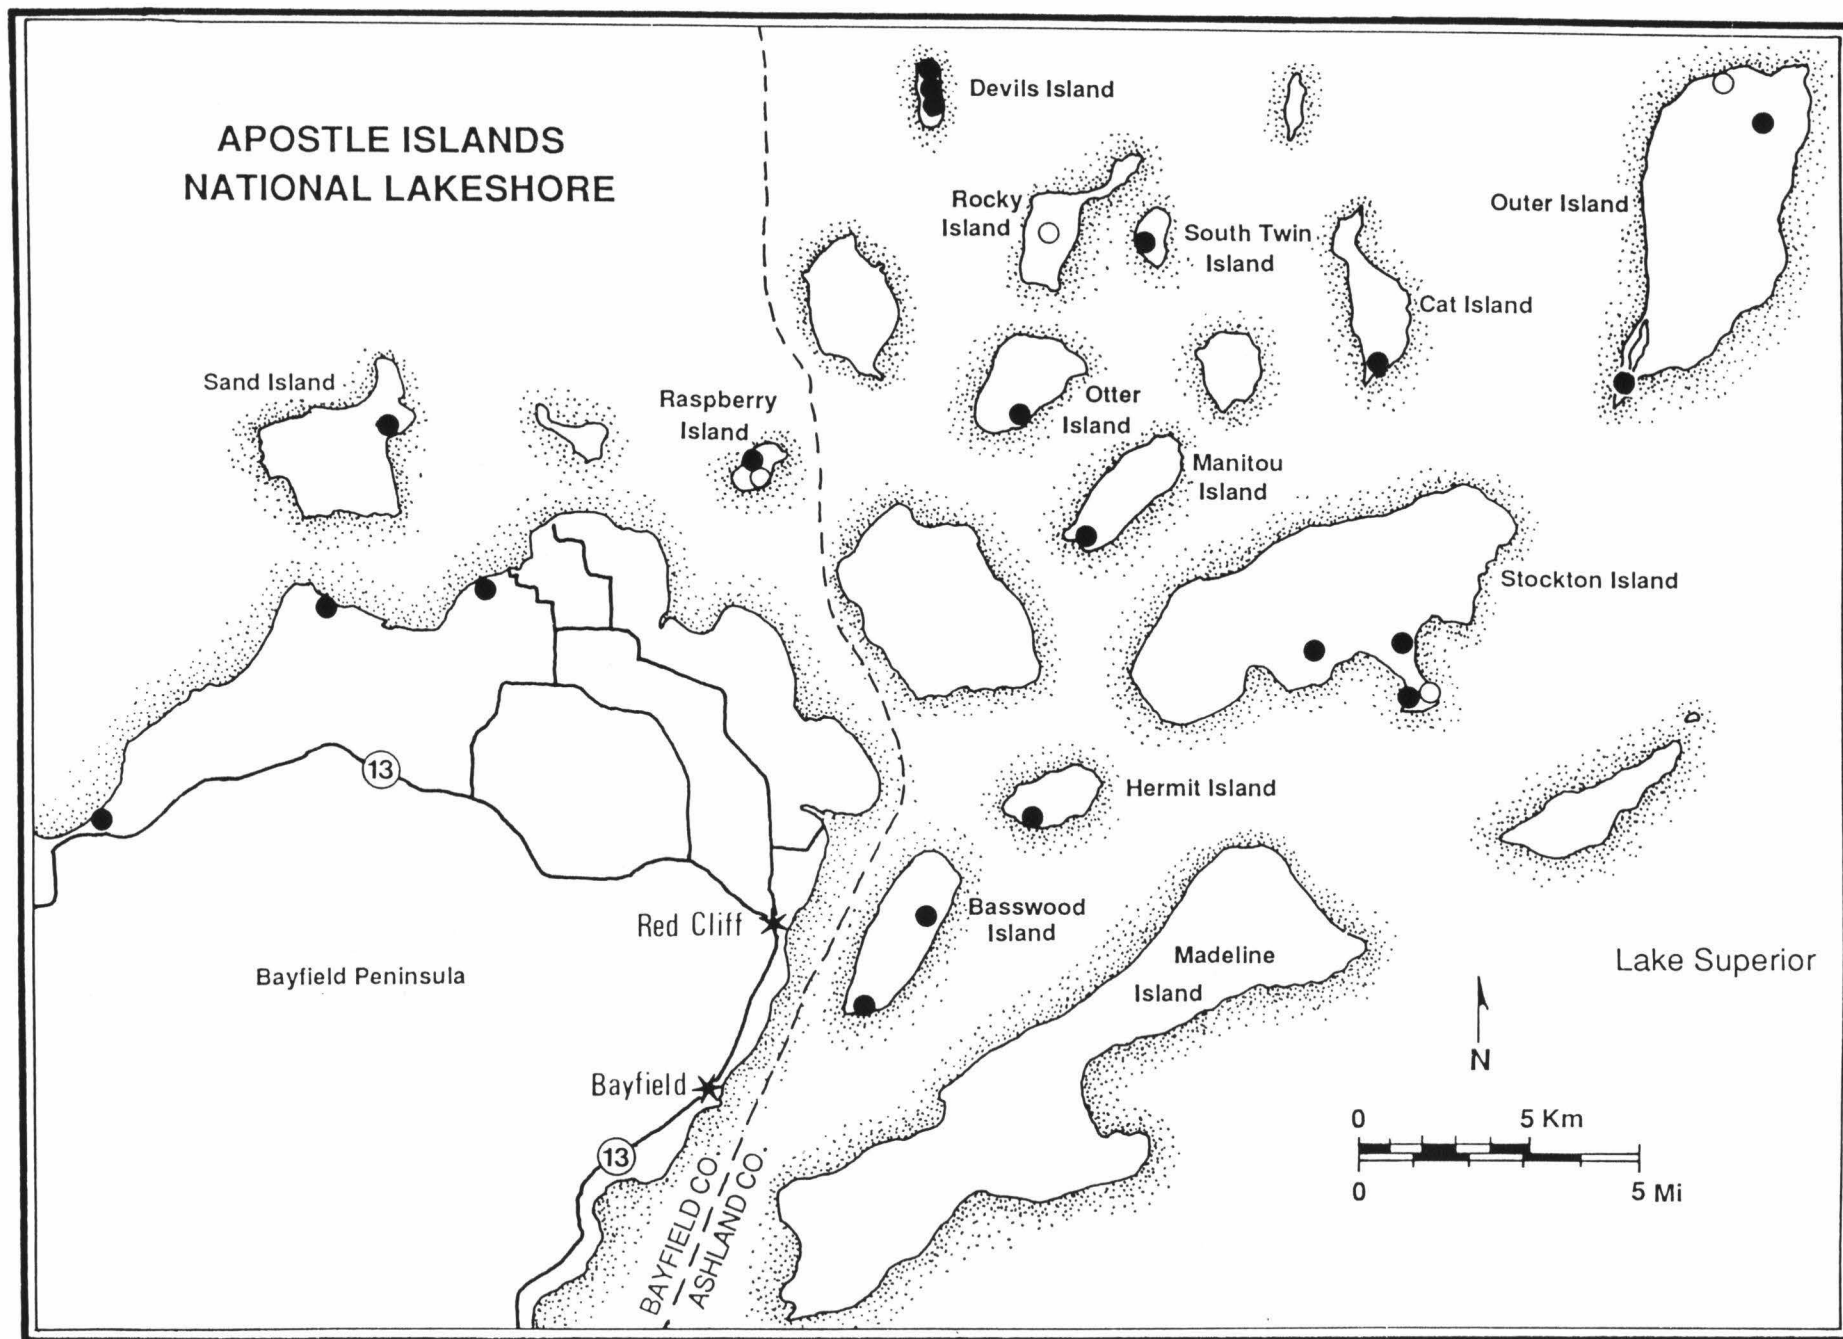 APOSTLE ISLANDS
NATIONAL LAKESHORE
Devils Island
Rocky
Island
South Twin
Island
Outer Island
Cat Island
Sand Island
Raspberry
Island
Otter
Island
Manitou
Island
Stockton Island
13
Hermit Island
Red Cliff
Basswood
Island
Madeline
Island
Lake Superior
Bayfield Peninsula
N
Bayfield
0 5 Km
0 5 Mi
13
BAYFIELD CO.
ASHLAND CO.